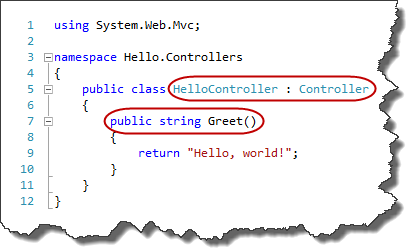 1 using System.Web.Mvc;
2
3 namespace Hello.Controllers
4 {
5 public class HelloController : Controller
6 {
7 public string Greet()
8 {
9 return "Hello, world!";
10 }
11 }
12 }